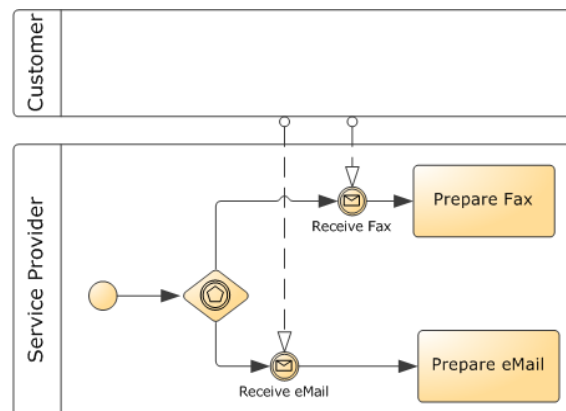 Customer
Service Provider
Prepare Fax
Receive Fax
Prepare eMail
Receive eMail